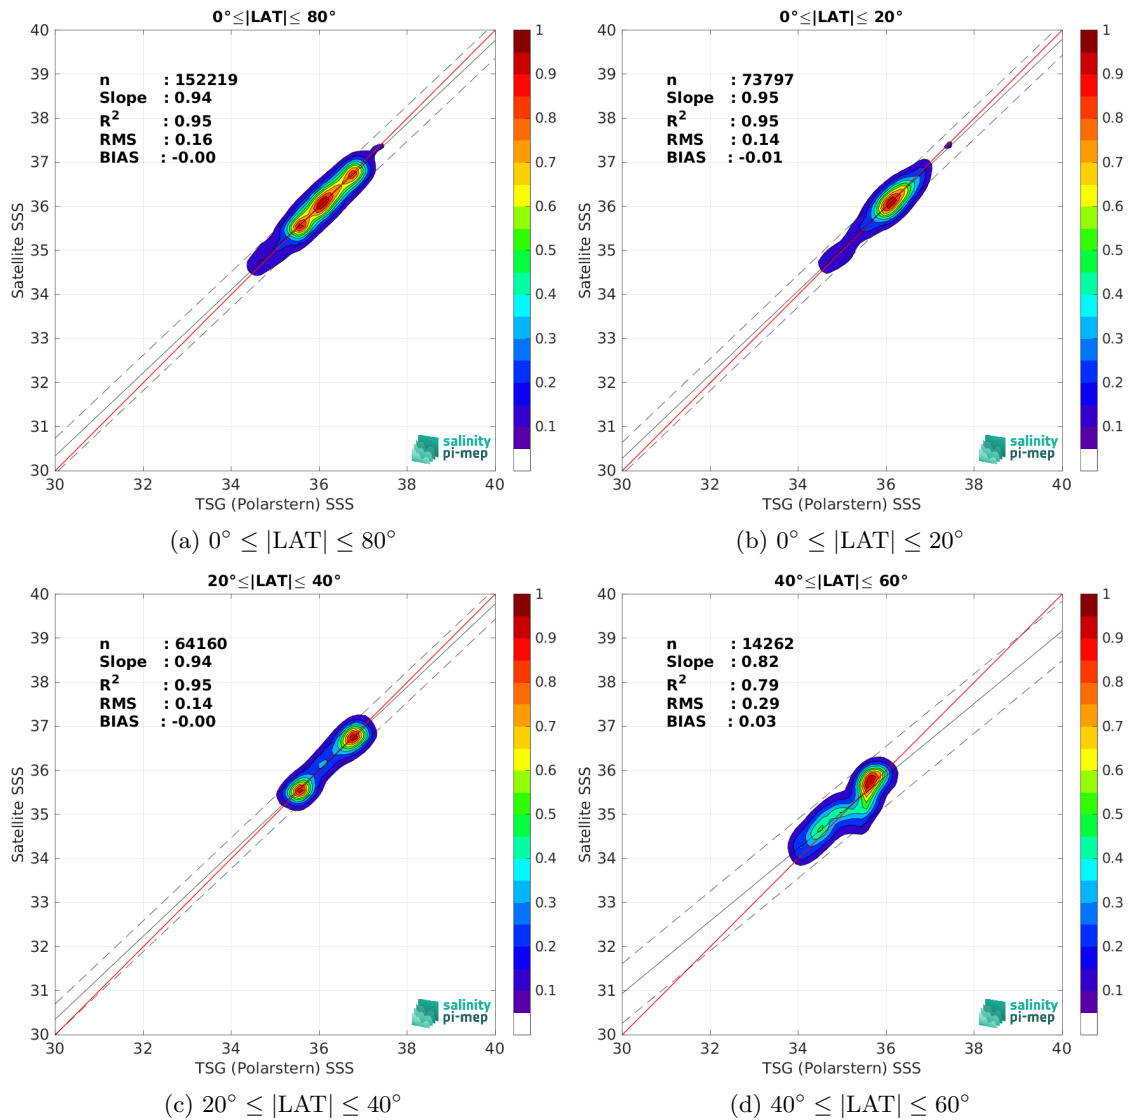 0°≤|LAT|≤ 80°
40
39
38
37
36
35
34
33
32
31
30
30 32 34 36 38 40
Satellite SSS
TSG (Polarstern) SSS
n : 152219
Slope : 0.94
R² : 0.95
RMS : 0.16
BIAS : -0.00
1
0.9
0.8
0.7
0.6
0.5
0.4
0.3
0.2
0.1
salinity
pi-mep
(a) 0° ≤ |LAT| ≤ 80°
0°≤|LAT|≤ 20°
40
39
38
37
36
35
34
33
32
31
30
30 32 34 36 38 40
Satellite SSS
TSG (Polarstern) SSS
n : 73797
Slope : 0.95
R² : 0.95
RMS : 0.14
BIAS : -0.01
1
0.9
0.8
0.7
0.6
0.5
0.4
0.3
0.2
0.1
salinity
pi-mep
(b) 0° ≤ |LAT| ≤ 20°
20°≤|LAT|≤ 40°
40
39
38
37
36
35
34
33
32
31
30
30 32 34 36 38 40
Satellite SSS
TSG (Polarstern) SSS
n : 64160
Slope : 0.94
R² : 0.95
RMS : 0.14
BIAS : -0.00
1
0.9
0.8
0.7
0.6
0.5
0.4
0.3
0.2
0.1
salinity
pi-mep
(c) 20° ≤ |LAT| ≤ 40°
40°≤|LAT|≤ 60°
40
39
38
37
36
35
34
33
32
31
30
30 32 34 36 38 40
Satellite SSS
TSG (Polarstern) SSS
n : 14262
Slope : 0.82
R² : 0.79
RMS : 0.29
BIAS : 0.03
1
0.9
0.8
0.7
0.6
0.5
0.4
0.3
0.2
0.1
salinity
pi-mep
(d) 40° ≤ |LAT| ≤ 60°